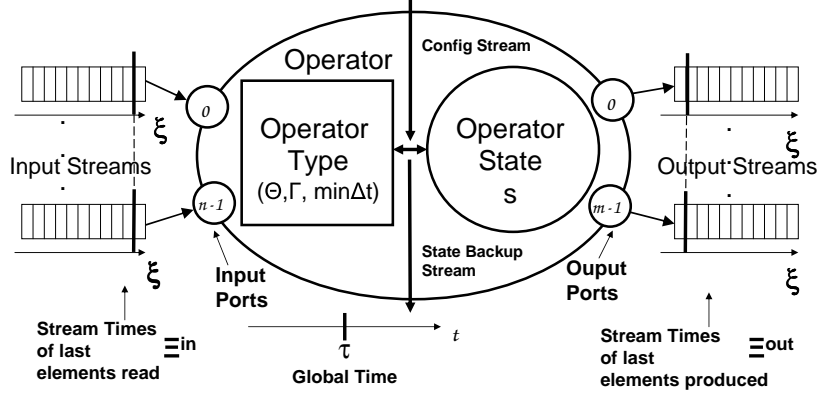 Config Stream
Operator
0
0
ξ
ξ
Operator
Type
(Θ,Γ, minΔt)
Operator
State
s
Input Streams
Output Streams
n-1
m-1
State Backup
Stream
Input
Ports
Ouput
Ports
ξ
ξ
Stream Times
of last
elements read
Ξin
τ
t
Global Time
Stream Times
of last
elements produced
Ξout